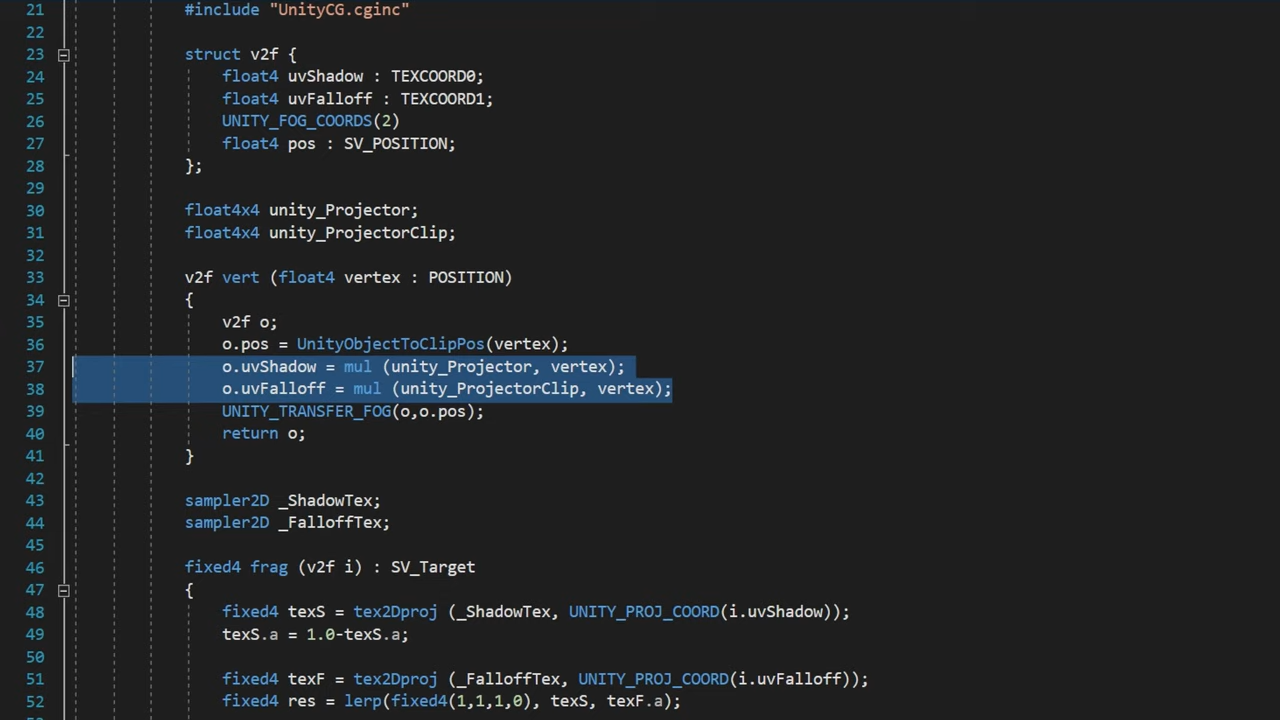 21 #include "UnityCG.cginc"
22
23 struct v2f {
24 float4 uvShadow : TEXCOORD0;
25 float4 uvFalloff : TEXCOORD1;
26 UNITY_FOG_COORDS(2)
27 float4 pos : SV_POSITION;
28 };
29
30 float4x4 unity_Projector;
31 float4x4 unity_ProjectorClip;
32
33 v2f vert (float4 vertex : POSITION)
34 {
35 v2f o;
36 o.pos = UnityObjectToClipPos(vertex);
37 o.uvShadow = mul (unity_Projector, vertex);
38 o.uvFalloff = mul (unity_ProjectorClip, vertex);
39 UNITY_TRANSFER_FOG(o,o.pos);
40 return o;
41 }
42
43 sampler2D _ShadowTex;
44 sampler2D _FalloffTex;
45
46 fixed4 frag (v2f i) : SV_Target
47 {
48 fixed4 texS = tex2Dproj (_ShadowTex, UNITY_PROJ_COORD(i.uvShadow));
49 texS.a = 1.0-texS.a;
50
51 fixed4 texF = tex2Dproj (_FalloffTex, UNITY_PROJ_COORD(i.uvFalloff));
52 fixed4 res = lerp(fixed4(1,1,1,0), texS, texF.a);